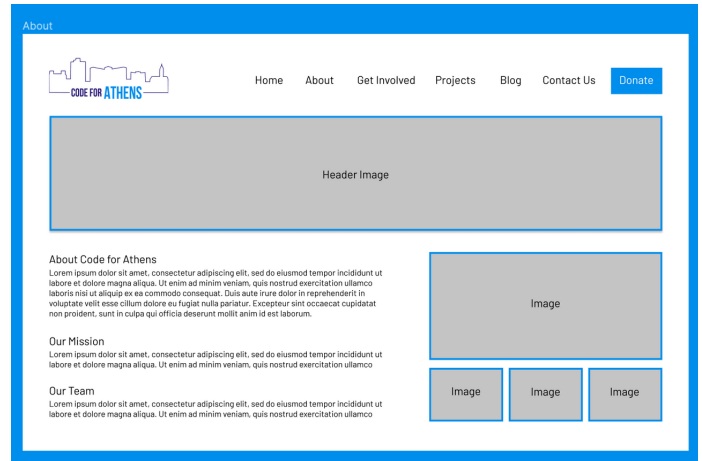 About
CODE FOR ATHENS
Home About Get Involved Projects Blog Contact Us Donate
Header Image
About Code for Athens
Lorem ipsum dolor sit amet, consectetur adipiscing elit, sed do eiusmod tempor incididunt ut
labore et dolore magna aliqua. Ut enim ad minim veniam, quis nostrud exercitation ullamco
laboris nisi ut aliquip ex ea commodo consequat. Duis aute irure dolor in reprehenderit in
voluptate velit esse cillum dolore eu fugiat nulla pariatur. Excepteur sint occaecat cupidatat
non proident, sunt in culpa qui officia deserunt mollit anim id est laborum.
Our Mission
Lorem ipsum dolor sit amet, consectetur adipiscing elit, sed do eiusmod tempor incididunt ut
labore et dolore magna aliqua. Ut enim ad minim veniam, quis nostrud exercitation ullamco
Our Team
Lorem ipsum dolor sit amet, consectetur adipiscing elit, sed do eiusmod tempor incididunt ut
labore et dolore magna aliqua. Ut enim ad minim veniam, quis nostrud exercitation ullamco
Image
Image Image Image